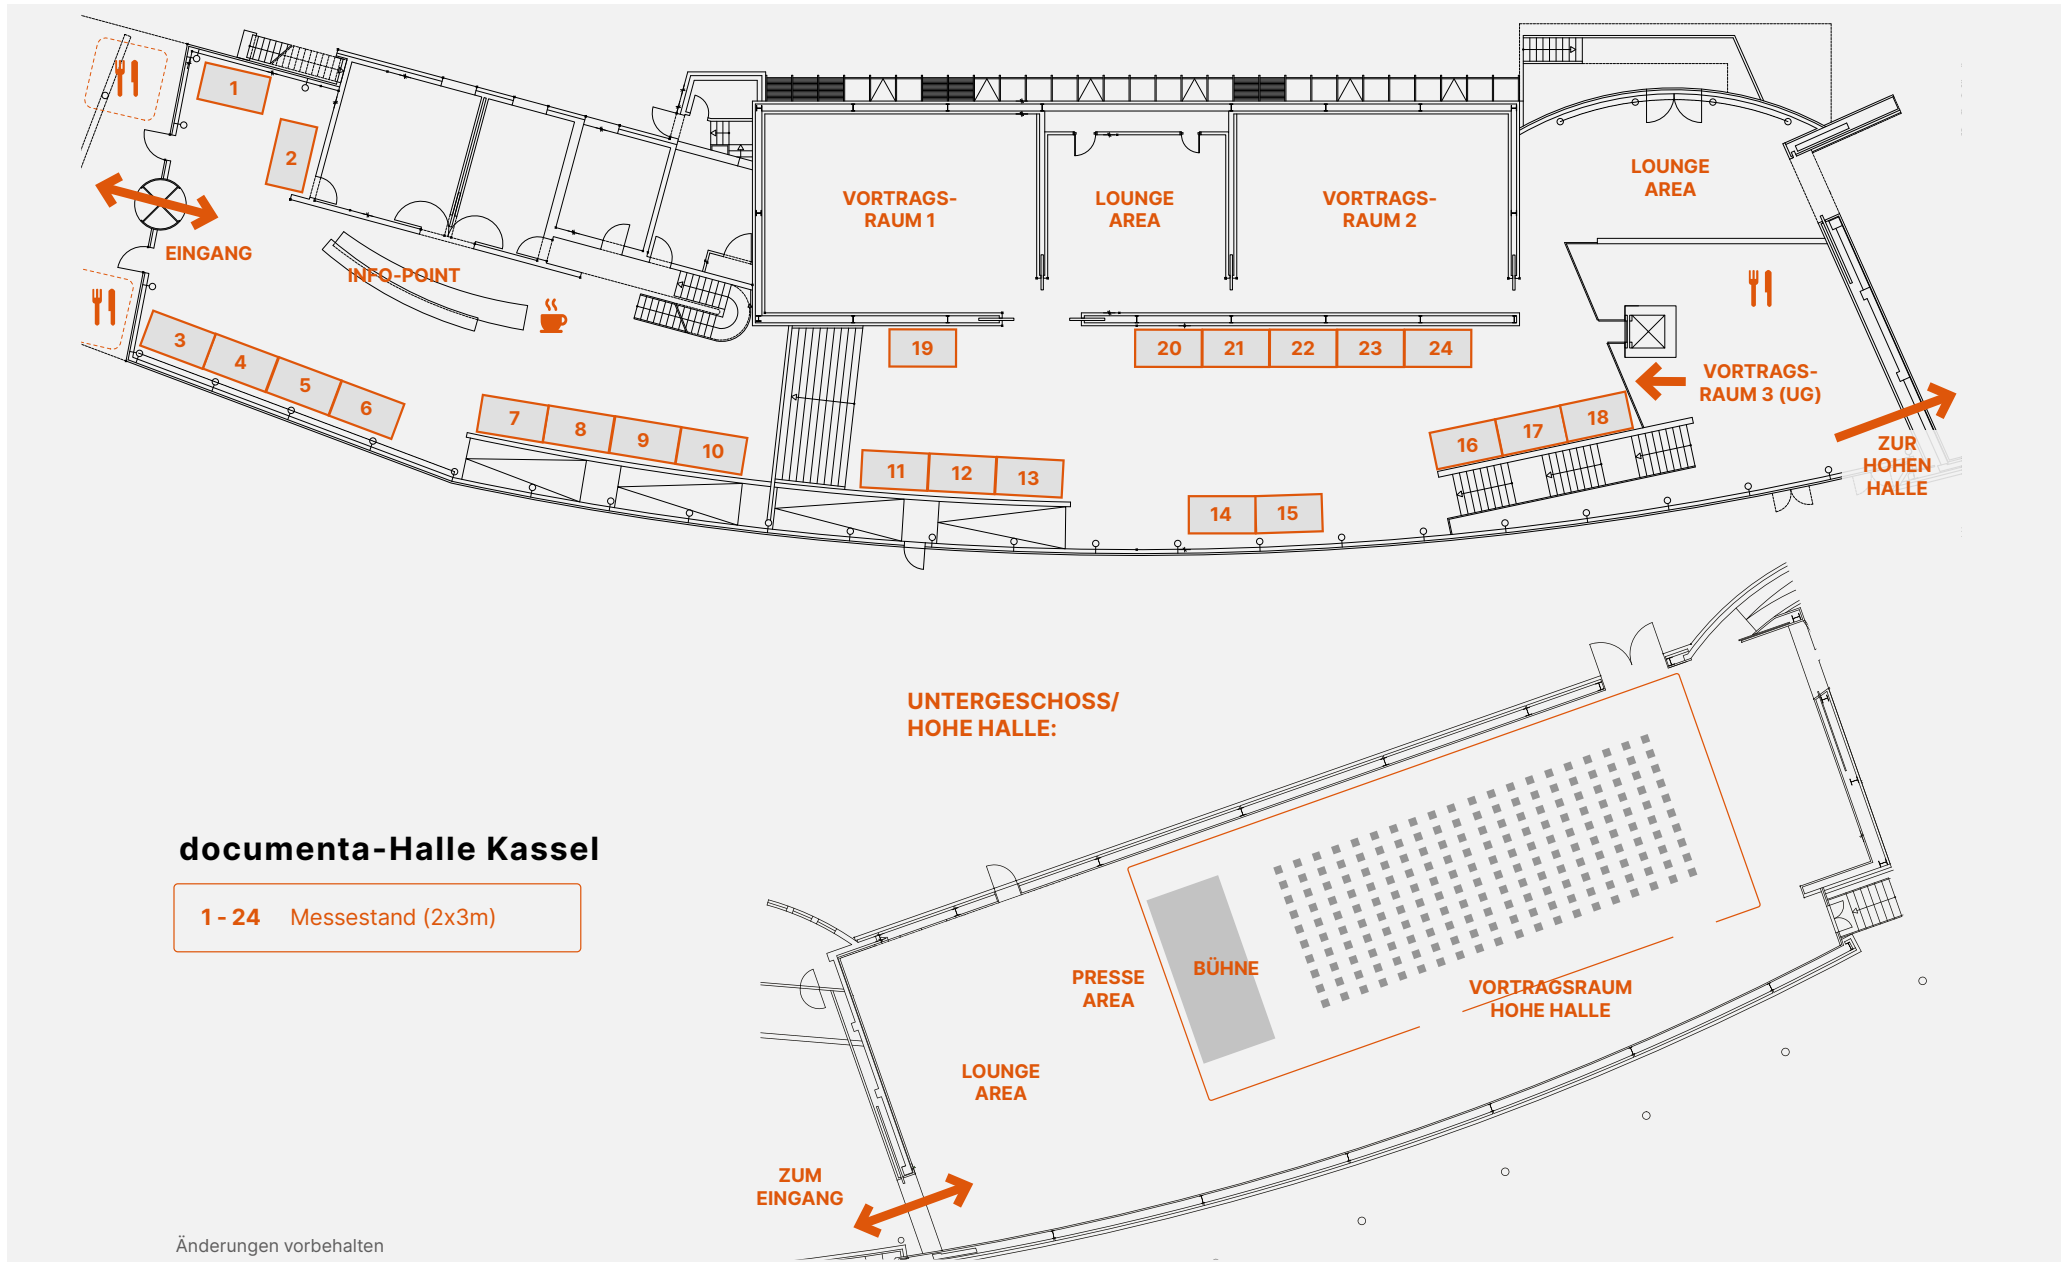 1
2
EINGANG
INFO-POINT
3
4
5
6
7
8
9
10
VORTRAGS-
RAUM 1
LOUNGE
AREA
VORTRAGS-
RAUM 2
LOUNGE
AREA
19
20
21
22
23
24
11
12
13
14
15
16
17
18
VORTRAGS-
RAUM 3 (UG)
ZUR
HOHEN
HALLE
UNTERGESCHOSS/
HOHE HALLE:
documenta-Halle Kassel
1 - 24 Messestand (2x3m)
PRESSE
AREA
BÜHNE
VORTRAGSRAUM
HOHE HALLE
LOUNGE
AREA
ZUM
EINGANG
Änderungen vorbehalten